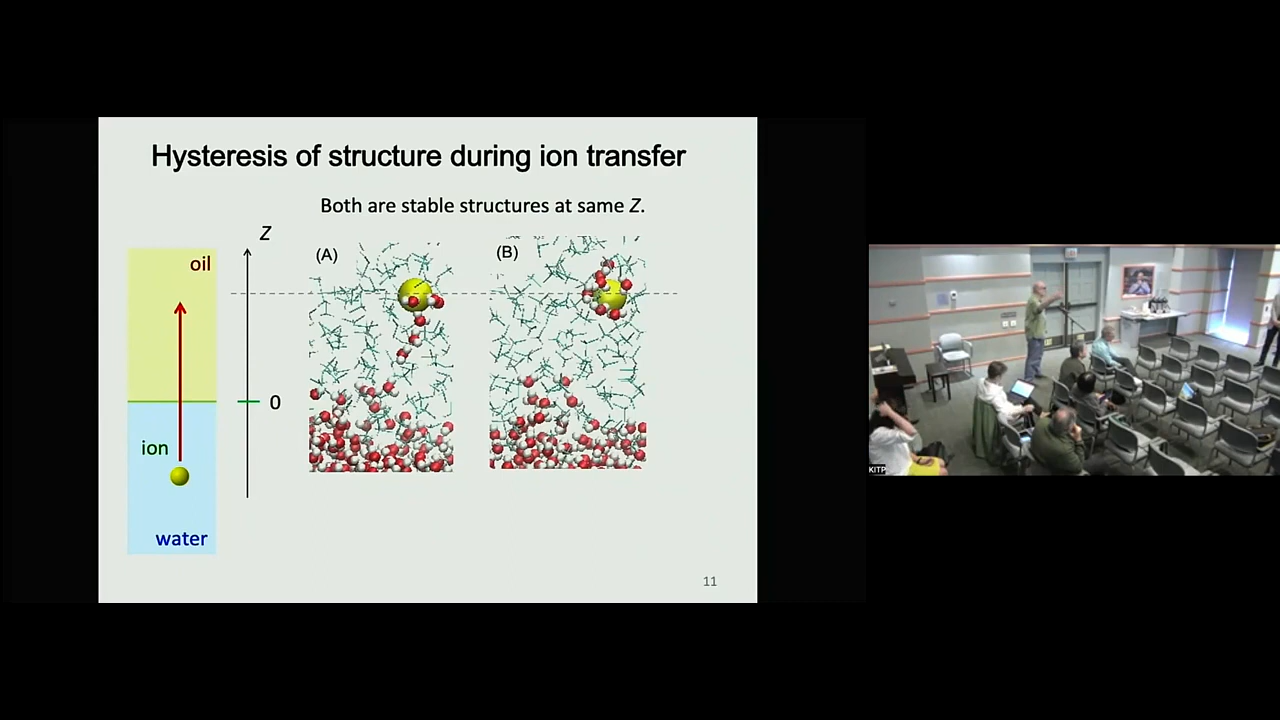 Hysteresis of structure during ion transfer
Both are stable structures at same Z.
Z
oil
(A)
(B)
0
ion
water
11
KITP